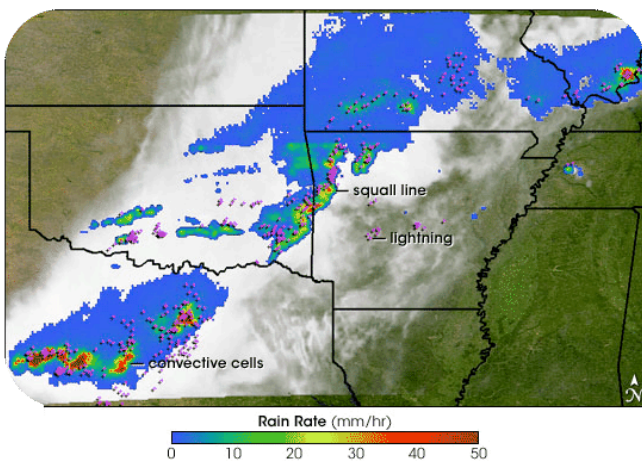 squall line
lightning
convective cells
N
Rain Rate (mm/hr)
0 10 20 30 40 50